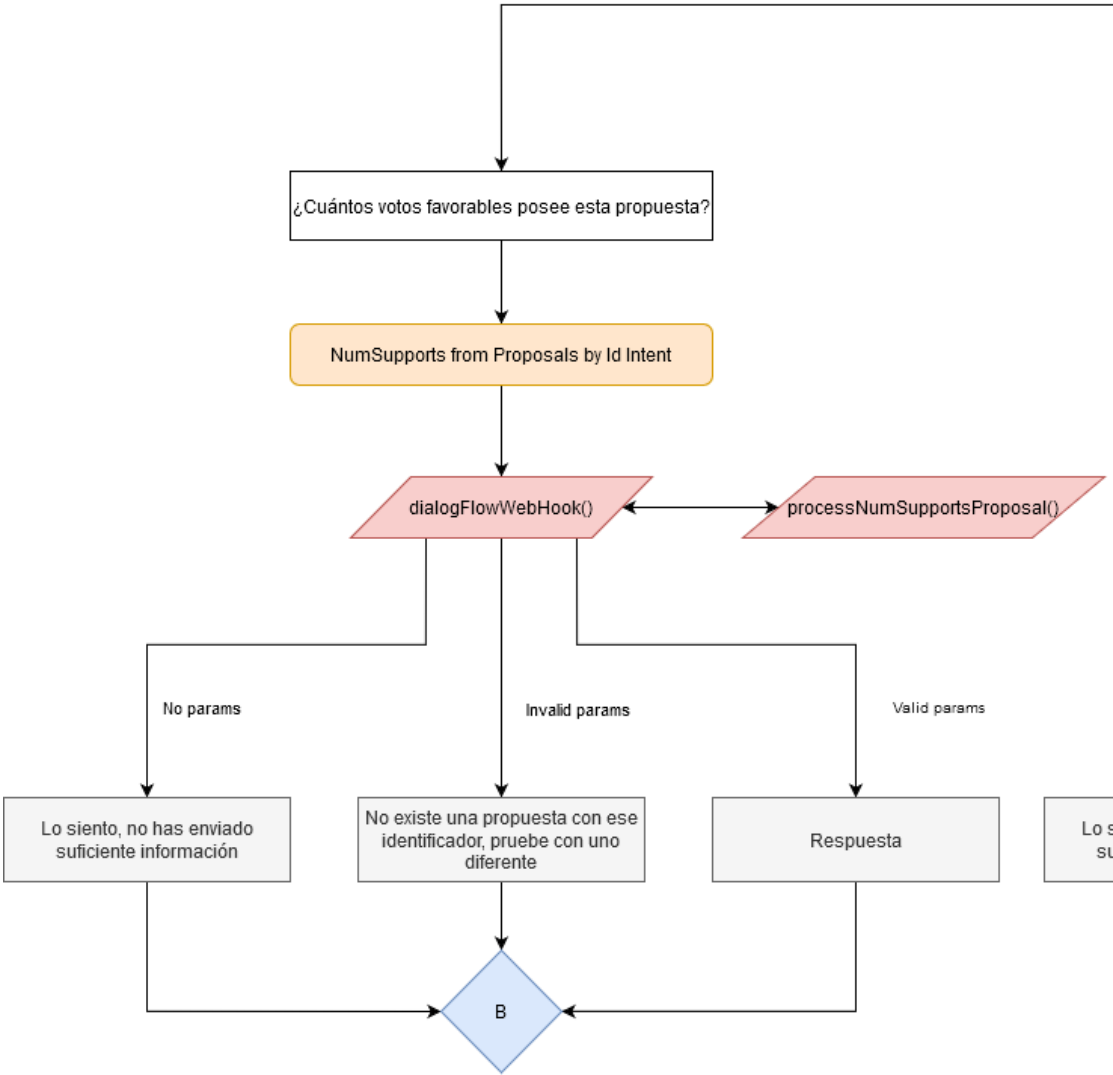 ¿Cuántos votos favorables posee esta propuesta?
NumSupports from Proposals by Id Intent
dialogFlowWebHook()
processNumSupportsProposal()
No params
Invalid params
Valid params
Lo siento, no has enviado
suficiente información
No existe una propuesta con ese
identificador, pruebe con uno
diferente
Respuesta
Lo
B